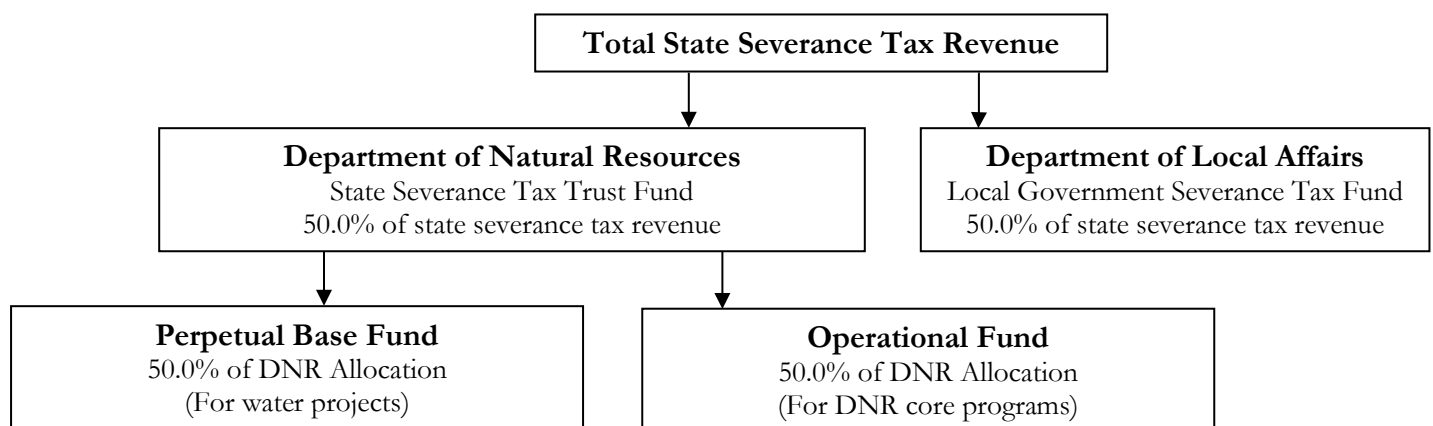 Total State Severance Tax Revenue
Department of Natural Resources
State Severance Tax Trust Fund
50.0% of state severance tax revenue
Department of Local Affairs
Local Government Severance Tax Fund
50.0% of state severance tax revenue
Perpetual Base Fund
50.0% of DNR Allocation
(For water projects)
Operational Fund
50.0% of DNR Allocation
(For DNR core programs)